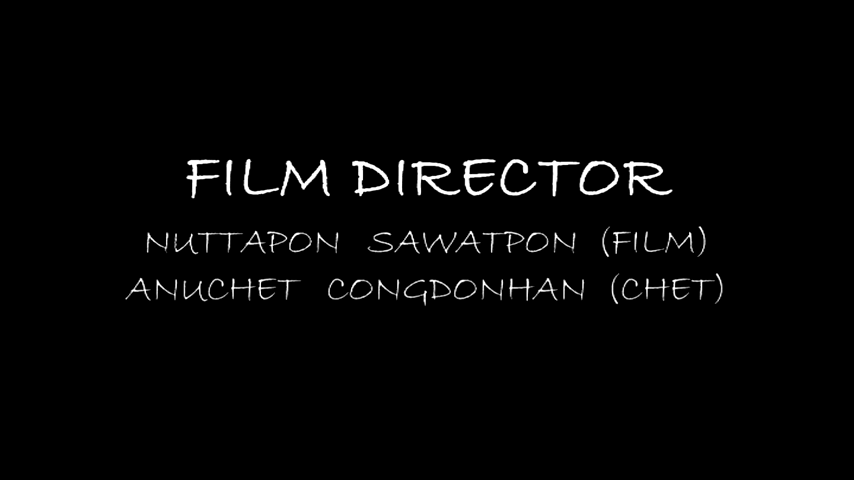 FILM DIRECTOR
NUTTAPON SAWATPON (FILM)
ANUCHET CONGDONHAN (CHET)